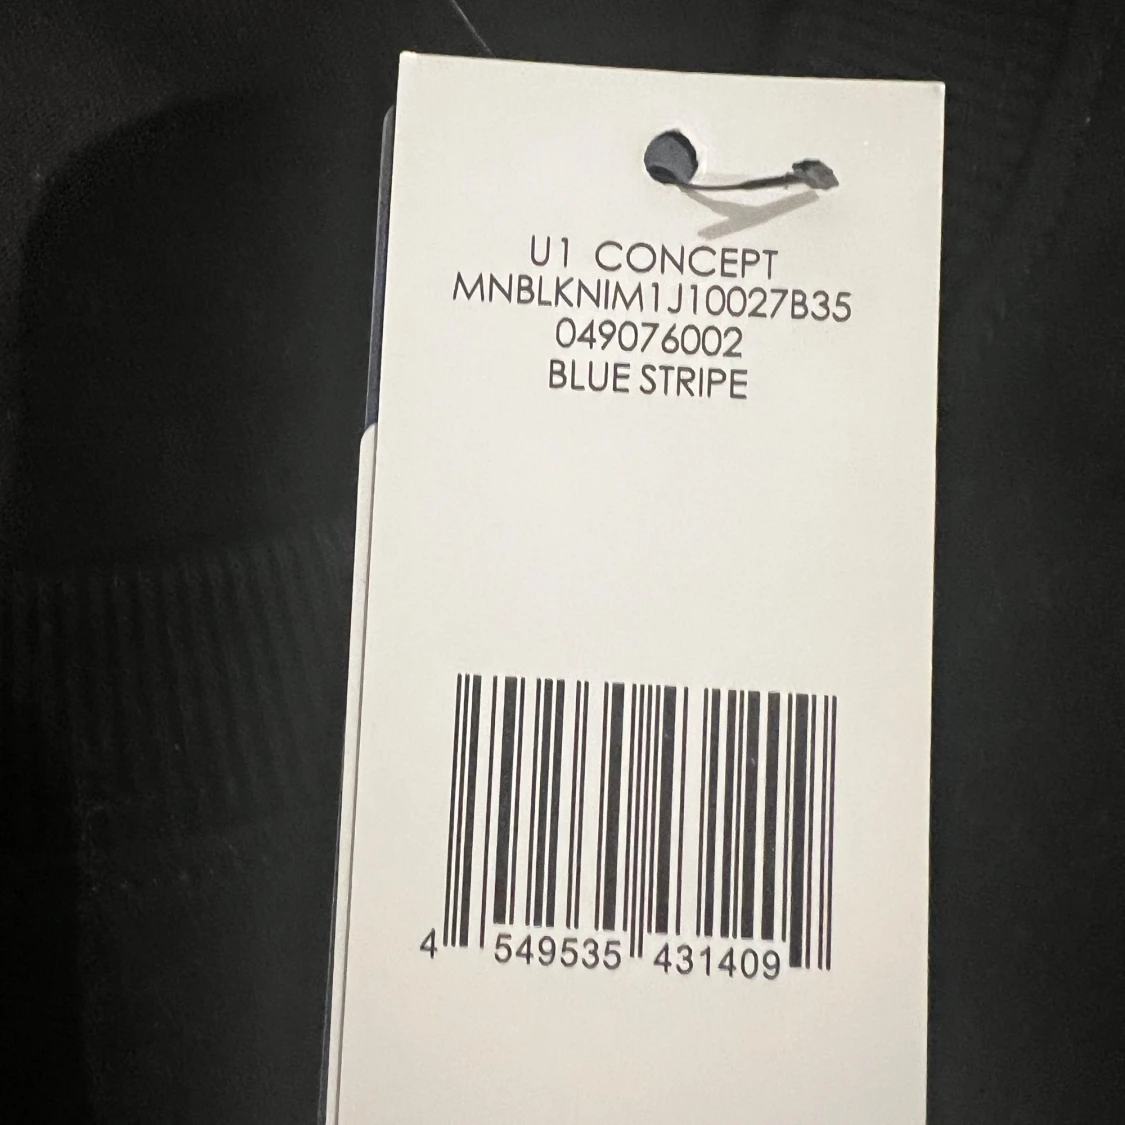 U1 CONCEPT
MNBLKNIM1J10027B35
049076002
BLUE STRIPE
4 549535 431409